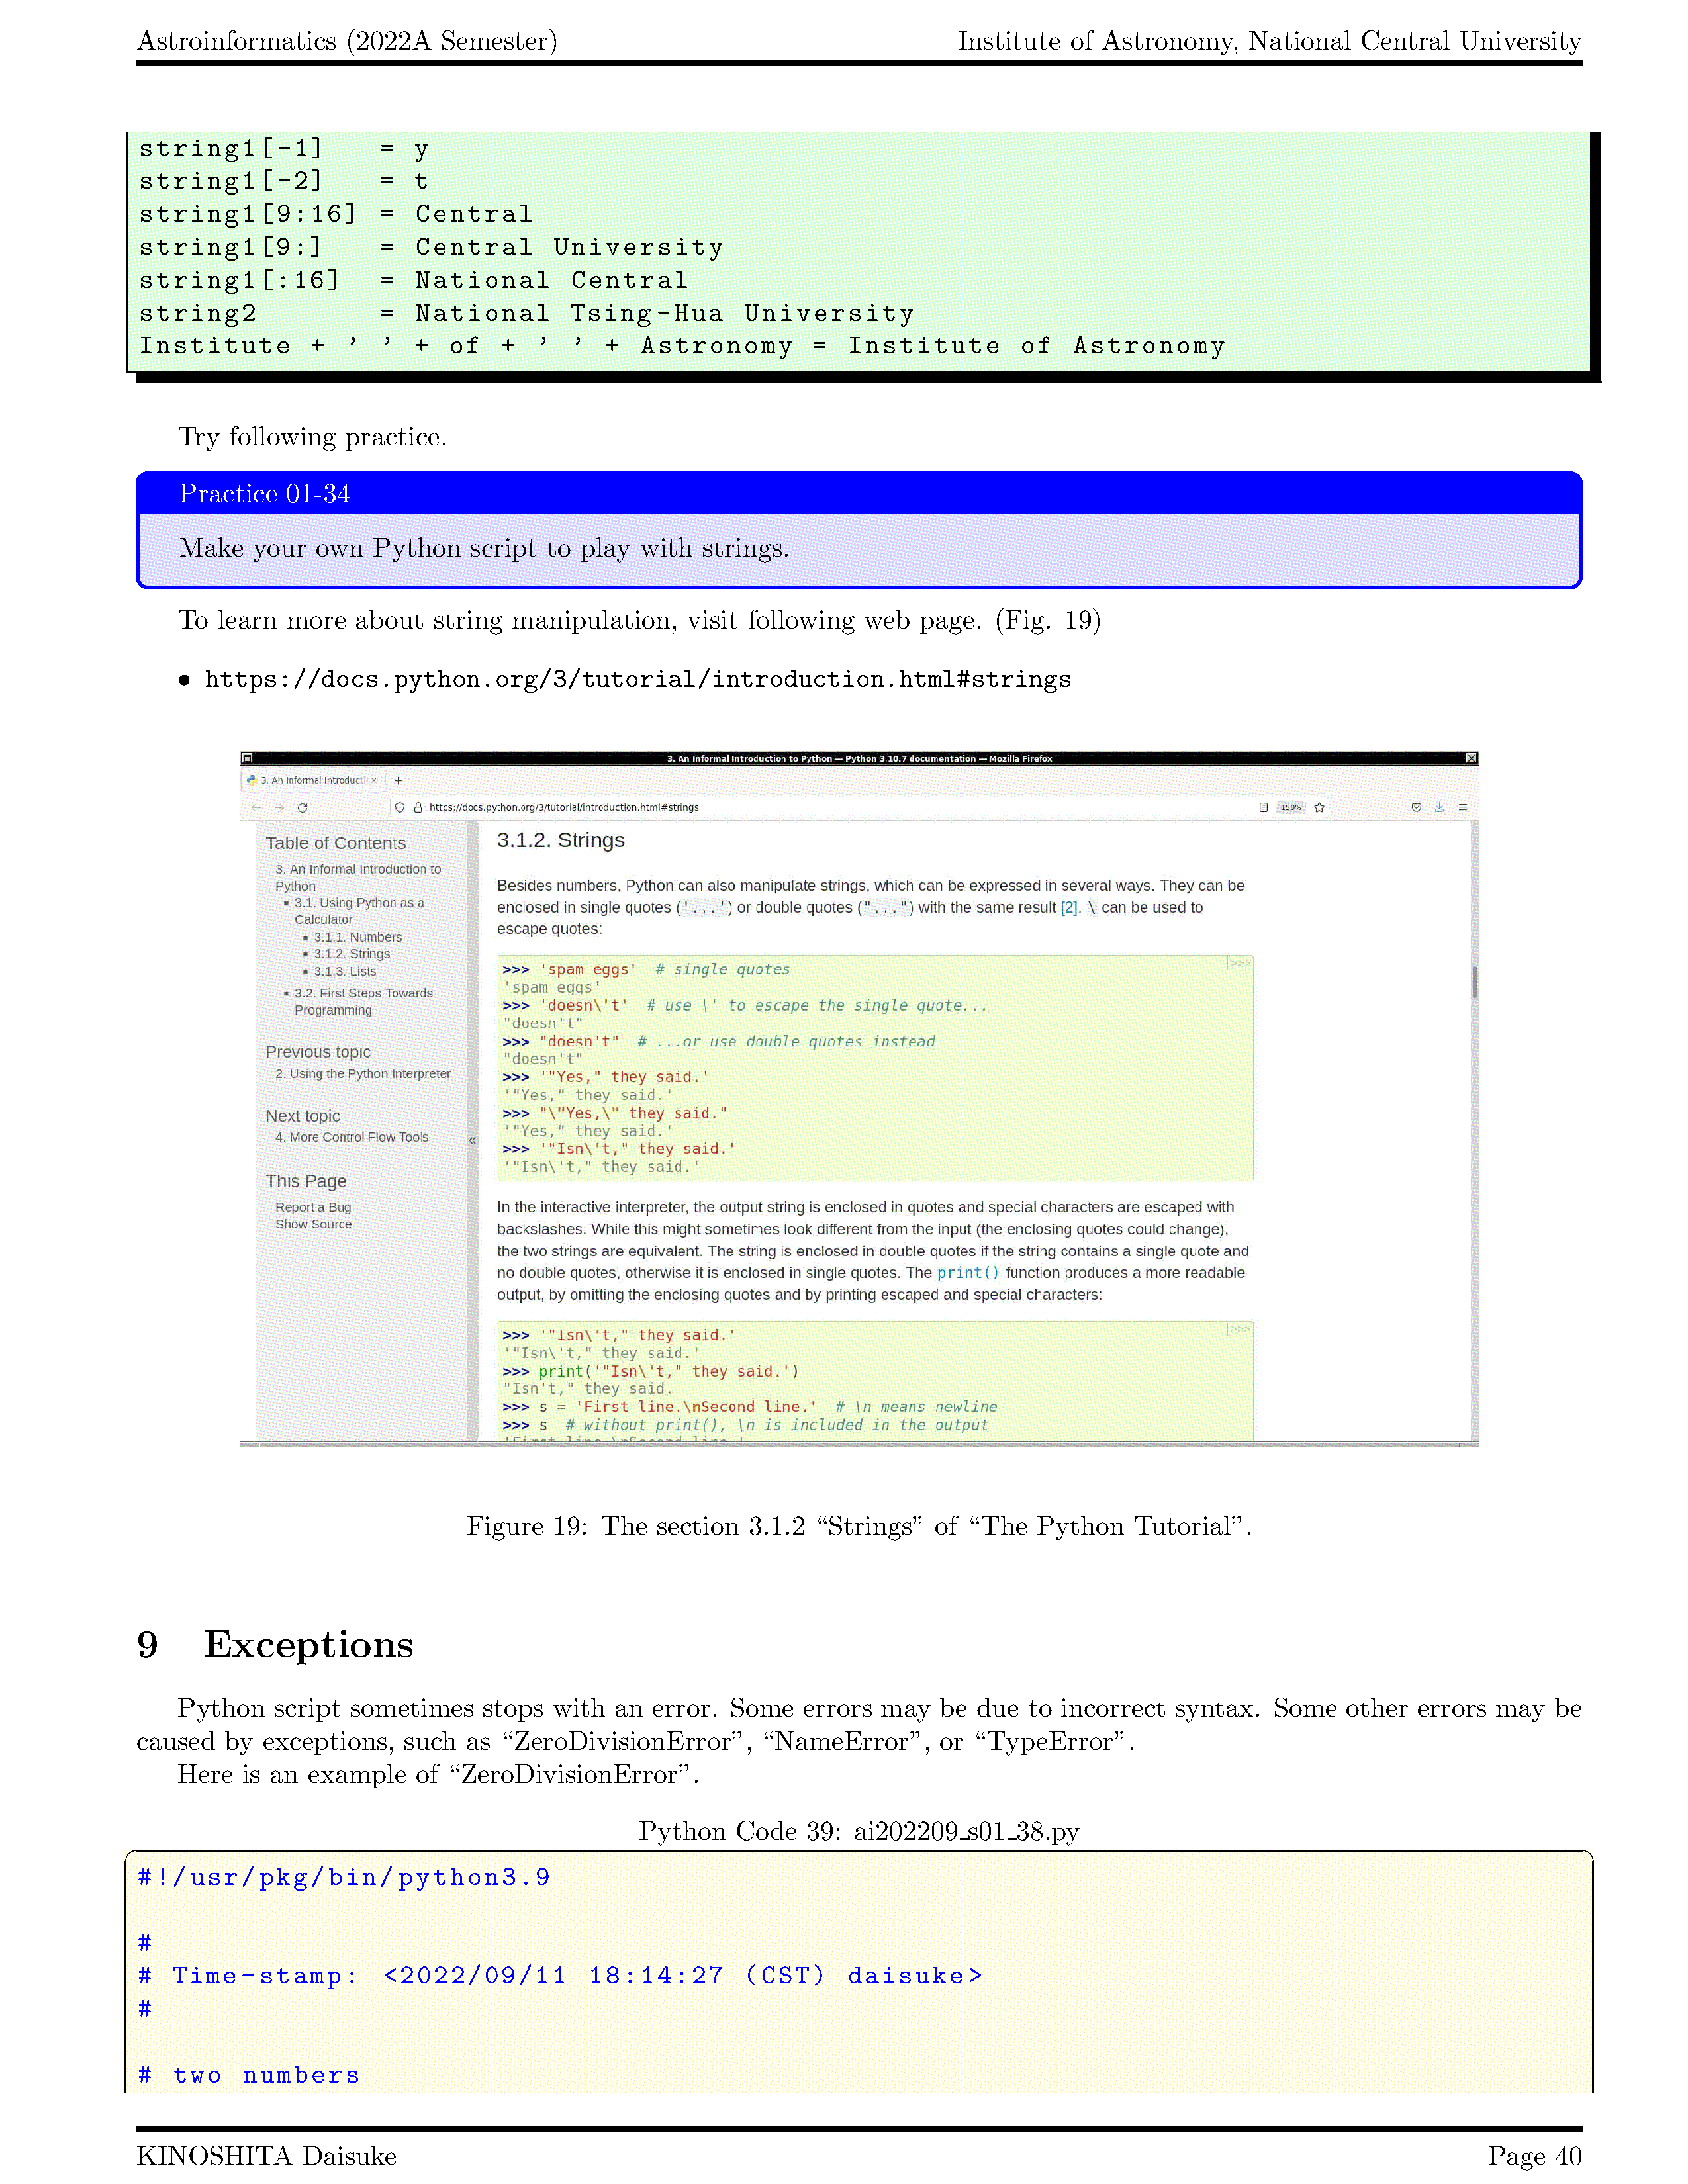 Astroinformatics (2022A Semester) Institute of Astronomy, National Central University
string1[-1]   = y
string1[-2]   = t
string1[9:16] = Central
string1[9:]   = Central University
string1[:16]  = National Central
string2       = National Tsing-Hua University
Institute + ' ' + of + ' ' + Astronomy = Institute of Astronomy
Try following practice.
Practice 01-34
Make your own Python script to play with strings.
To learn more about string manipulation, visit following web page. (Fig. 19)
• https://docs.python.org/3/tutorial/introduction.html#strings
3. An Informal Introduction to Python — Python 3.10.7 documentation — Mozilla Firefox
3. An Informal Introducti × +
https://docs.python.org/3/tutorial/introduction.html#strings 150%
Table of Contents
3. An Informal Introduction to
Python
▪ 3.1. Using Python as a
Calculator
▪ 3.1.1. Numbers
▪ 3.1.2. Strings
▪ 3.1.3. Lists
▪ 3.2. First Steps Towards
Programming
Previous topic
2. Using the Python Interpreter
Next topic
4. More Control Flow Tools
This Page
Report a Bug
Show Source
«
3.1.2. Strings
Besides numbers, Python can also manipulate strings, which can be expressed in several ways. They can be
enclosed in single quotes ('...') or double quotes ("...") with the same result [2]. \ can be used to
escape quotes:
>>>
>>> 'spam eggs'  # single quotes
'spam eggs'
>>> 'doesn\'t'  # use \' to escape the single quote...
"doesn't"
>>> "doesn't"  # ...or use double quotes instead
"doesn't"
>>> '"Yes," they said.'
'"Yes," they said.'
>>> "\"Yes,\" they said."
'"Yes," they said.'
>>> '"Isn\'t," they said.'
'"Isn\'t," they said.'
In the interactive interpreter, the output string is enclosed in quotes and special characters are escaped with
backslashes. While this might sometimes look different from the input (the enclosing quotes could change),
the two strings are equivalent. The string is enclosed in double quotes if the string contains a single quote and
no double quotes, otherwise it is enclosed in single quotes. The print() function produces a more readable
output, by omitting the enclosing quotes and by printing escaped and special characters:
>>>
>>> '"Isn\'t," they said.'
'"Isn\'t," they said.'
>>> print('"Isn\'t," they said.')
"Isn't," they said.
>>> s = 'First line.\nSecond line.'  # \n means newline
>>> s  # without print(), \n is included in the output
'First line.\nSecond line.'
Figure 19: The section 3.1.2 “Strings” of “The Python Tutorial”.
9 Exceptions
Python script sometimes stops with an error. Some errors may be due to incorrect syntax. Some other errors may be
caused by exceptions, such as “ZeroDivisionError”, “NameError”, or “TypeError”.
Here is an example of “ZeroDivisionError”.
Python Code 39: ai202209_s01_38.py
#!/usr/pkg/bin/python3.9
#
# Time-stamp: <2022/09/11 18:14:27 (CST) daisuke>
#
# two numbers
KINOSHITA Daisuke Page 40